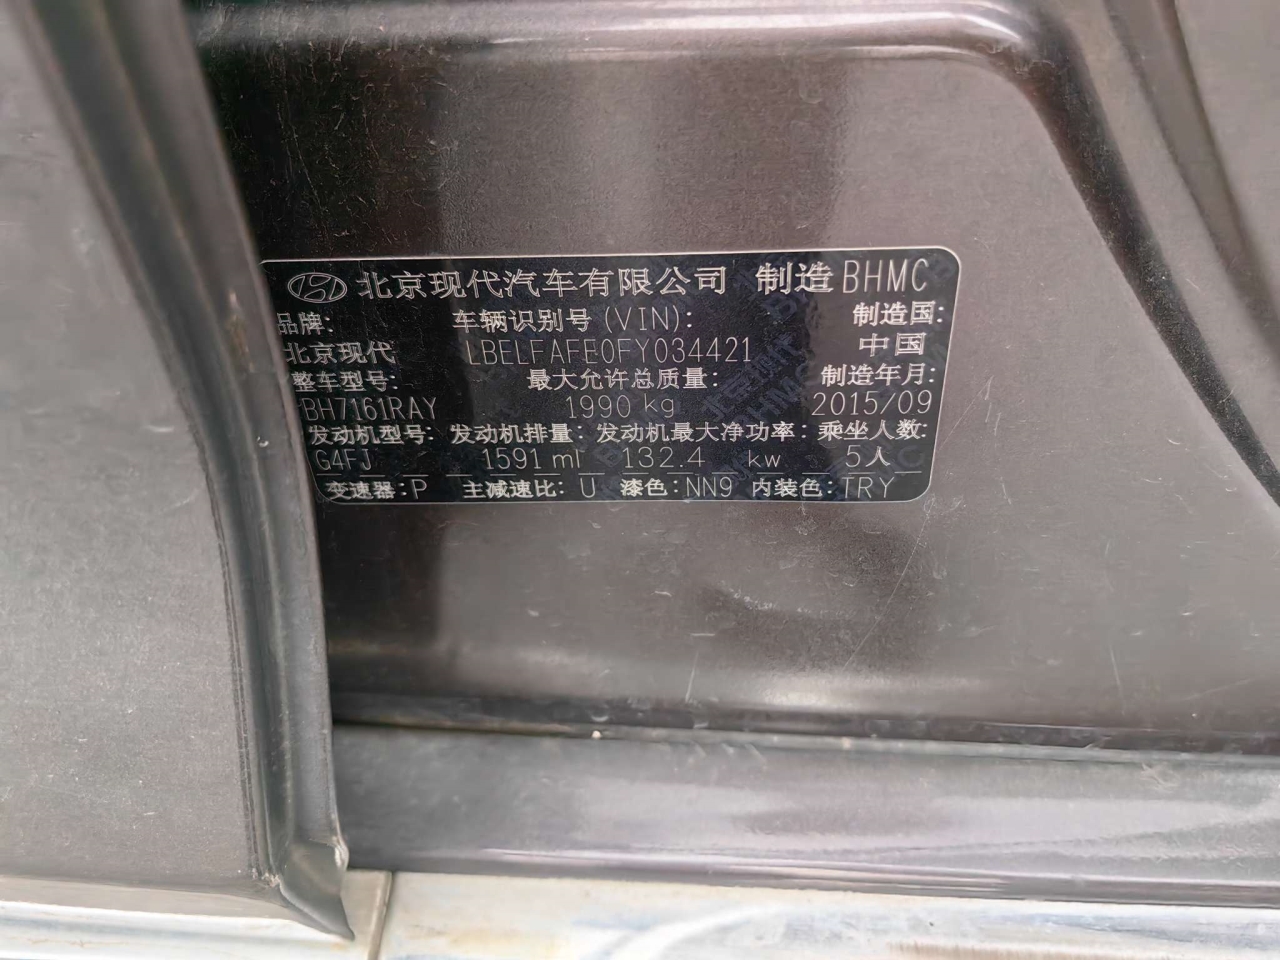 北京现代汽车有限公司 制造 BHMC
品牌: 车辆识别号 (VIN): 制造国:
北京现代 LBELFAFE0FY034421 中国
整车型号: 最大允许总质量: 制造年月:
BH7161RAY 1990 kg 2015/09
发动机型号: 发动机排量: 发动机最大净功率: 乘坐人数:
G4FJ 1591 ml 132.4 kw 5人
变速器: P 主减速比: U 漆色: NN9 内装色: TRY